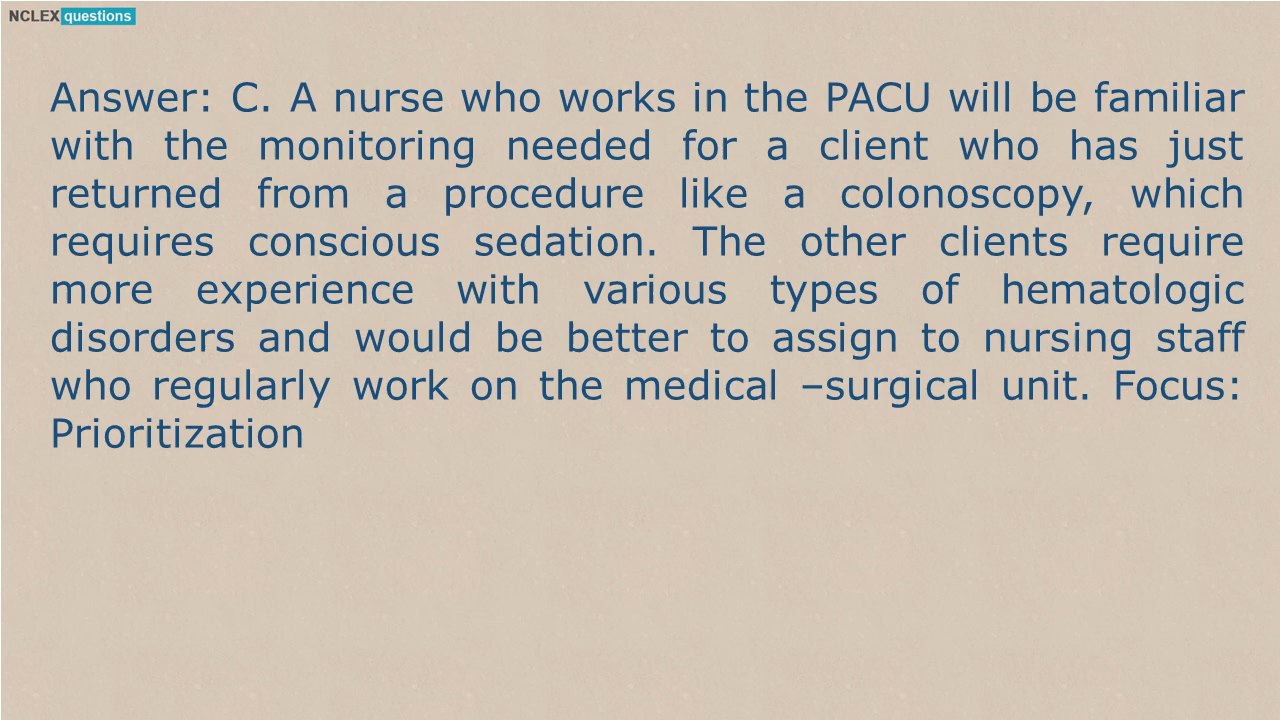 NCLEX questions
Answer: C. A nurse who works in the PACU will be familiar
with the monitoring needed for a client who has just
returned from a procedure like a colonoscopy, which
requires conscious sedation. The other clients require
more experience with various types of hematologic
disorders and would be better to assign to nursing staff
who regularly work on the medical –surgical unit. Focus:
Prioritization